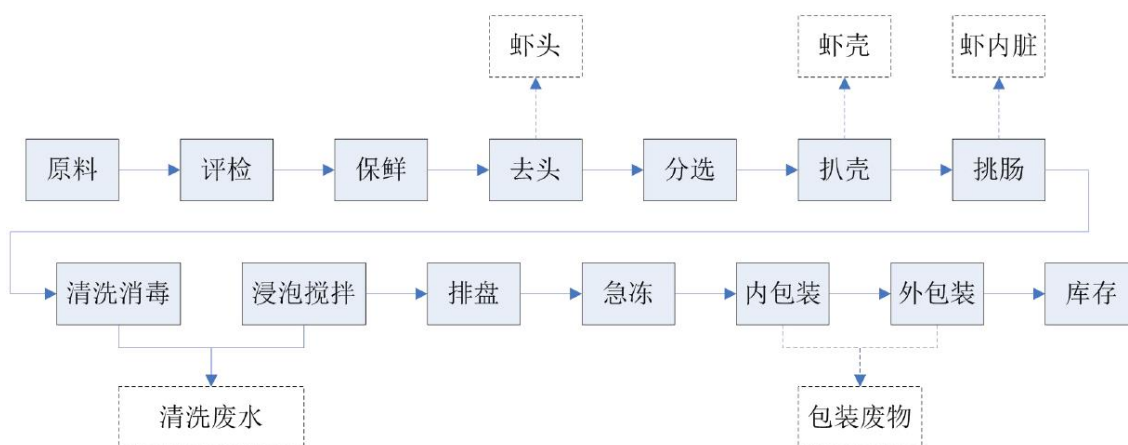 虾头
虾壳
虾内脏
原料
评检
保鲜
去头
分选
扒壳
挑肠
清洗消毒
浸泡搅拌
排盘
急冻
内包装
外包装
库存
清洗废水
包装废物